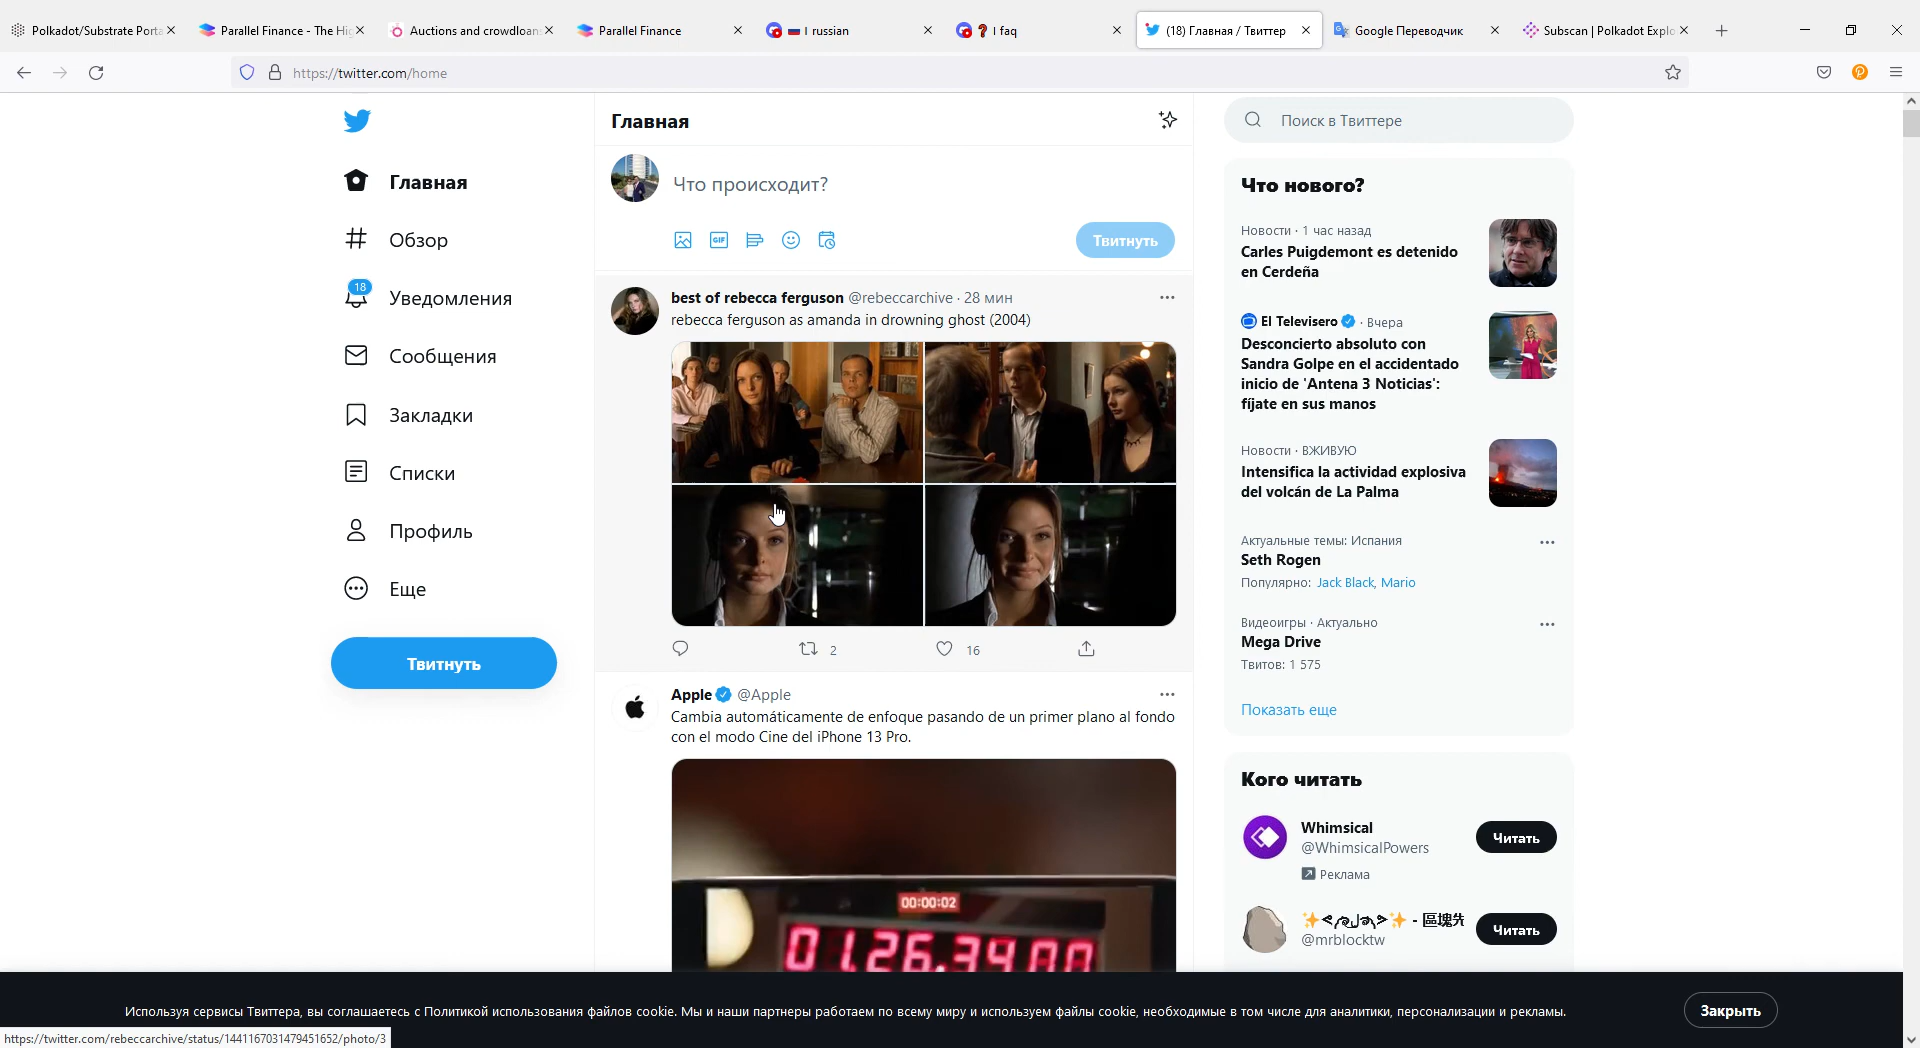 Polkadot/Substrate Porta
Parallel Finance - The Hig
Auctions and crowdloans
Parallel Finance
russian
faq
(18) Главная / Твиттер
Google Переводчик
Subscan | Polkadot Explo
https://twitter.com/home
Главная
Обзор
18
Уведомления
Сообщения
Закладки
Списки
Профиль
Еще
Твитнуть
Главная
Что происходит?
GIF
Твитнуть
best of rebecca ferguson @rebeccarchive · 28 мин
rebecca ferguson as amanda in drowning ghost (2004)
2
16
Apple @Apple
Cambia automáticamente de enfoque pasando de un primer plano al fondo
con el modo Cine del iPhone 13 Pro.
00:00:02
01.26.3400
Поиск в Твиттере
Что нового?
Новости · 1 час назад
Carles Puigdemont es detenido
en Cerdeña
El Televisero · Вчера
Desconcierto absoluto con
Sandra Golpe en el accidentado
inicio de 'Antena 3 Noticias':
fíjate en sus manos
Новости · ВЖИВУЮ
Intensifica la actividad explosiva
del volcán de La Palma
Актуальные темы: Испания
Seth Rogen
Популярно: Jack Black, Mario
Видеоигры · Актуально
Mega Drive
Твитов: 1 575
Показать еще
Кого читать
Whimsical
@WhimsicalPowers
Реклама
Читать
- 區塊先
@mrblocktw
Читать
Используя сервисы Твиттера, вы соглашаетесь с Политикой использования файлов cookie. Мы и наши партнеры работаем по всему миру и используем файлы cookie, необходимые в том числе для аналитики, персонализации и рекламы.
Закрыть
https://twitter.com/rebeccarchive/status/1441167031479451652/photo/3